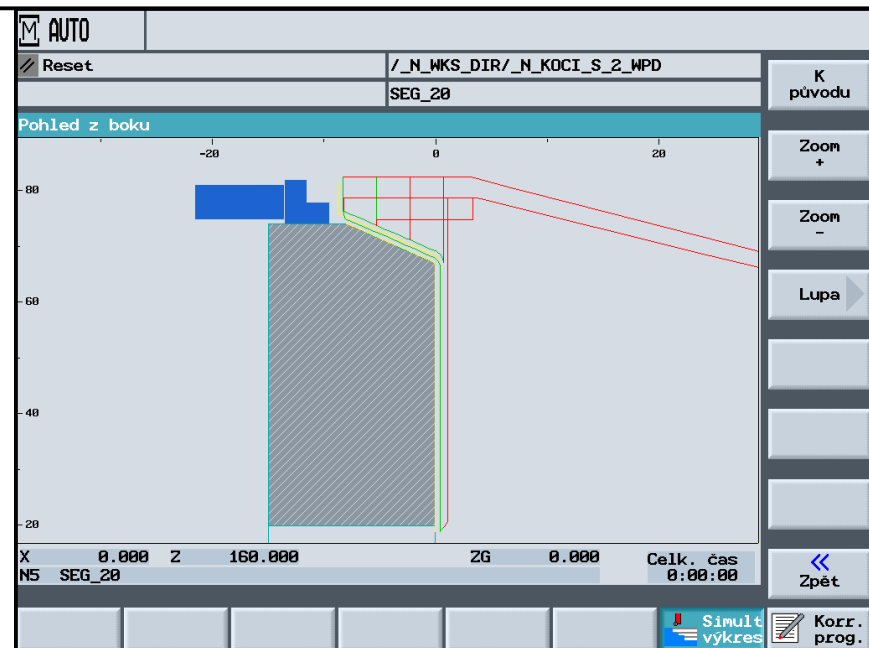 M AUTO
// Reset
/_N_WKS_DIR/_N_KOCI_S_2_WPD
SEG_20
Pohled z boku
-20 0 20
80
60
40
20
X 0.000 Z 160.000 ZG 0.000 Celk. čas
N5 SEG_20 0:00:00
K
původu
Zoom
+
Zoom
-
Lupa
<<
Zpět
Simult
výkres
Korr.
prog.